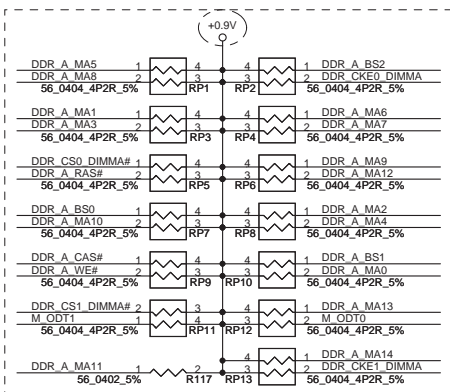 +0.9V
DDR_A_MA5 1 4 4 1 DDR_A_BS2
DDR_A_MA8 2 3 3 2 DDR_CKE0_DIMMA
56_0404_4P2R_5% RP1 RP2 56_0404_4P2R_5%
DDR_A_MA1 1 4 4 1 DDR_A_MA6
DDR_A_MA3 2 3 3 2 DDR_A_MA7
56_0404_4P2R_5% RP3 RP4 56_0404_4P2R_5%
DDR_CS0_DIMMA# 1 4 4 1 DDR_A_MA9
DDR_A_RAS# 2 3 3 2 DDR_A_MA12
56_0404_4P2R_5% RP5 RP6 56_0404_4P2R_5%
DDR_A_BS0 1 4 4 1 DDR_A_MA2
DDR_A_MA10 2 3 3 2 DDR_A_MA4
56_0404_4P2R_5% RP7 RP8 56_0404_4P2R_5%
DDR_A_CAS# 1 4 4 1 DDR_A_BS1
DDR_A_WE# 2 3 3 2 DDR_A_MA0
56_0404_4P2R_5% RP9 RP10 56_0404_4P2R_5%
DDR_CS1_DIMMA# 2 3 4 1 DDR_A_MA13
M_ODT1 1 4 3 2 M_ODT0
56_0404_4P2R_5% RP11 RP12 56_0404_4P2R_5%
4 1 DDR_A_MA14
DDR_A_MA11 1 2 3 2 DDR_CKE1_DIMMA
56_0402_5% R117 RP13 56_0404_4P2R_5%